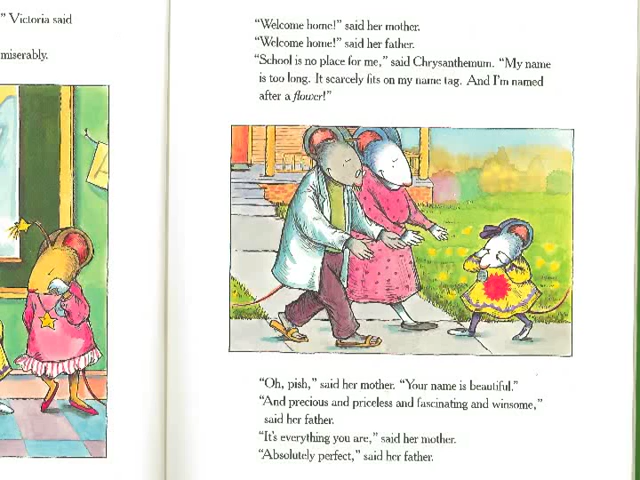 ” Victoria said
miserably.
“Welcome home!” said her mother.
“Welcome home!” said her father.
“School is no place for me,” said Chrysanthemum. “My name
is too long. It scarcely fits on my name tag. And I’m named
after a flower!”
“Oh, pish,” said her mother. “Your name is beautiful.”
“And precious and priceless and fascinating and winsome,”
said her father.
“It’s everything you are,” said her mother.
“Absolutely perfect,” said her father.